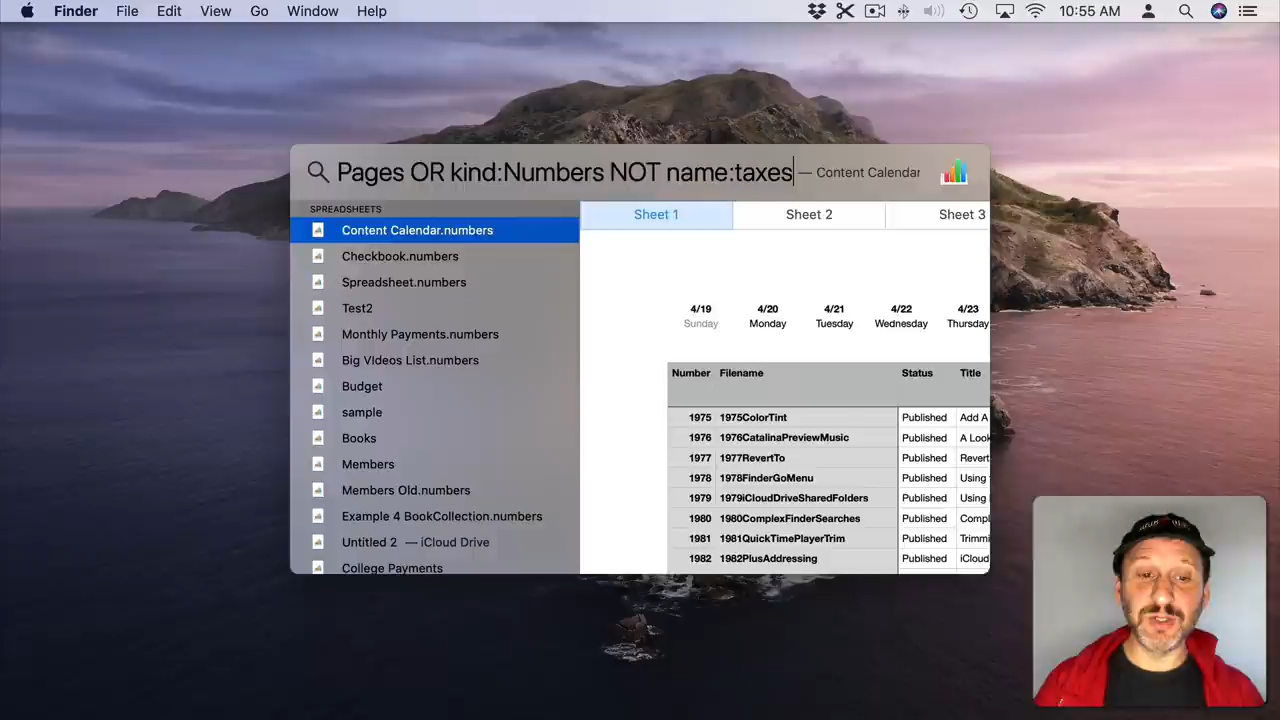 Finder File Edit View Go Window Help 10:55 AM
Pages OR kind:Numbers NOT name:taxes — Content Calendar
SPREADSHEETS
Content Calendar.numbers
Checkbook.numbers
Spreadsheet.numbers
Test2
Monthly Payments.numbers
Big VIdeos List.numbers
Budget
sample
Books
Members
Members Old.numbers
Example 4 BookCollection.numbers
Untitled 2 — iCloud Drive
College Payments
Sheet 1 Sheet 2 Sheet 3
4/19 4/20 4/21 4/22 4/23
Sunday Monday Tuesday Wednesday Thursday
Number Filename Status Title
1975 1975ColorTint Published Add A
1976 1976CatalinaPreviewMusic Published A Look
1977 1977RevertTo Published Revert
1978 1978FinderGoMenu Published Using
1979 1979iCloudDriveSharedFolders Published Using
1980 1980ComplexFinderSearches Published Compl
1981 1981QuickTimePlayerTrim Published Trimmi
1982 1982PlusAddressing Published iCloud